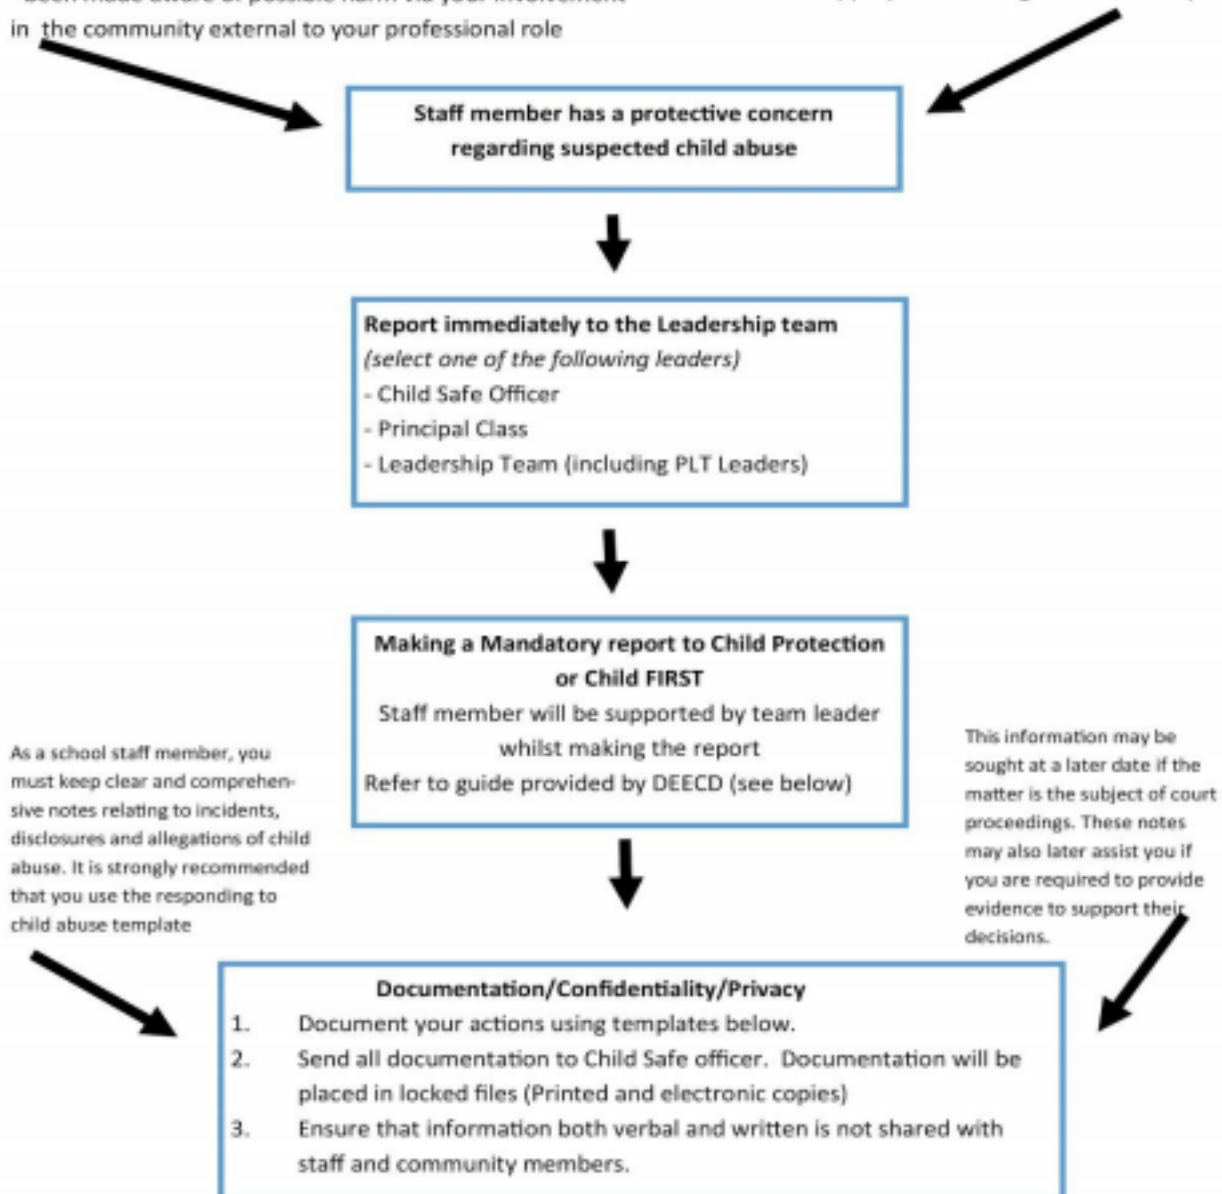 in the community external to your professional role
Staff member has a protective concern
regarding suspected child abuse
Report immediately to the Leadership team
(select one of the following leaders)
- Child Safe Officer
- Principal Class
- Leadership Team (including PLT Leaders)
Making a Mandatory report to Child Protection
or Child FIRST
Staff member will be supported by team leader
whilst making the report
Refer to guide provided by DEECD (see below)
As a school staff member, you
must keep clear and comprehen-
sive notes relating to incidents,
disclosures and allegations of child
abuse. It is strongly recommended
that you use the responding to
child abuse template
This information may be
sought at a later date if the
matter is the subject of court
proceedings. These notes
may also later assist you if
you are required to provide
evidence to support their
decisions.
Documentation/Confidentiality/Privacy
1. Document your actions using templates below.
2. Send all documentation to Child Safe officer. Documentation will be
placed in locked files (Printed and electronic copies)
3. Ensure that information both verbal and written is not shared with
staff and community members.